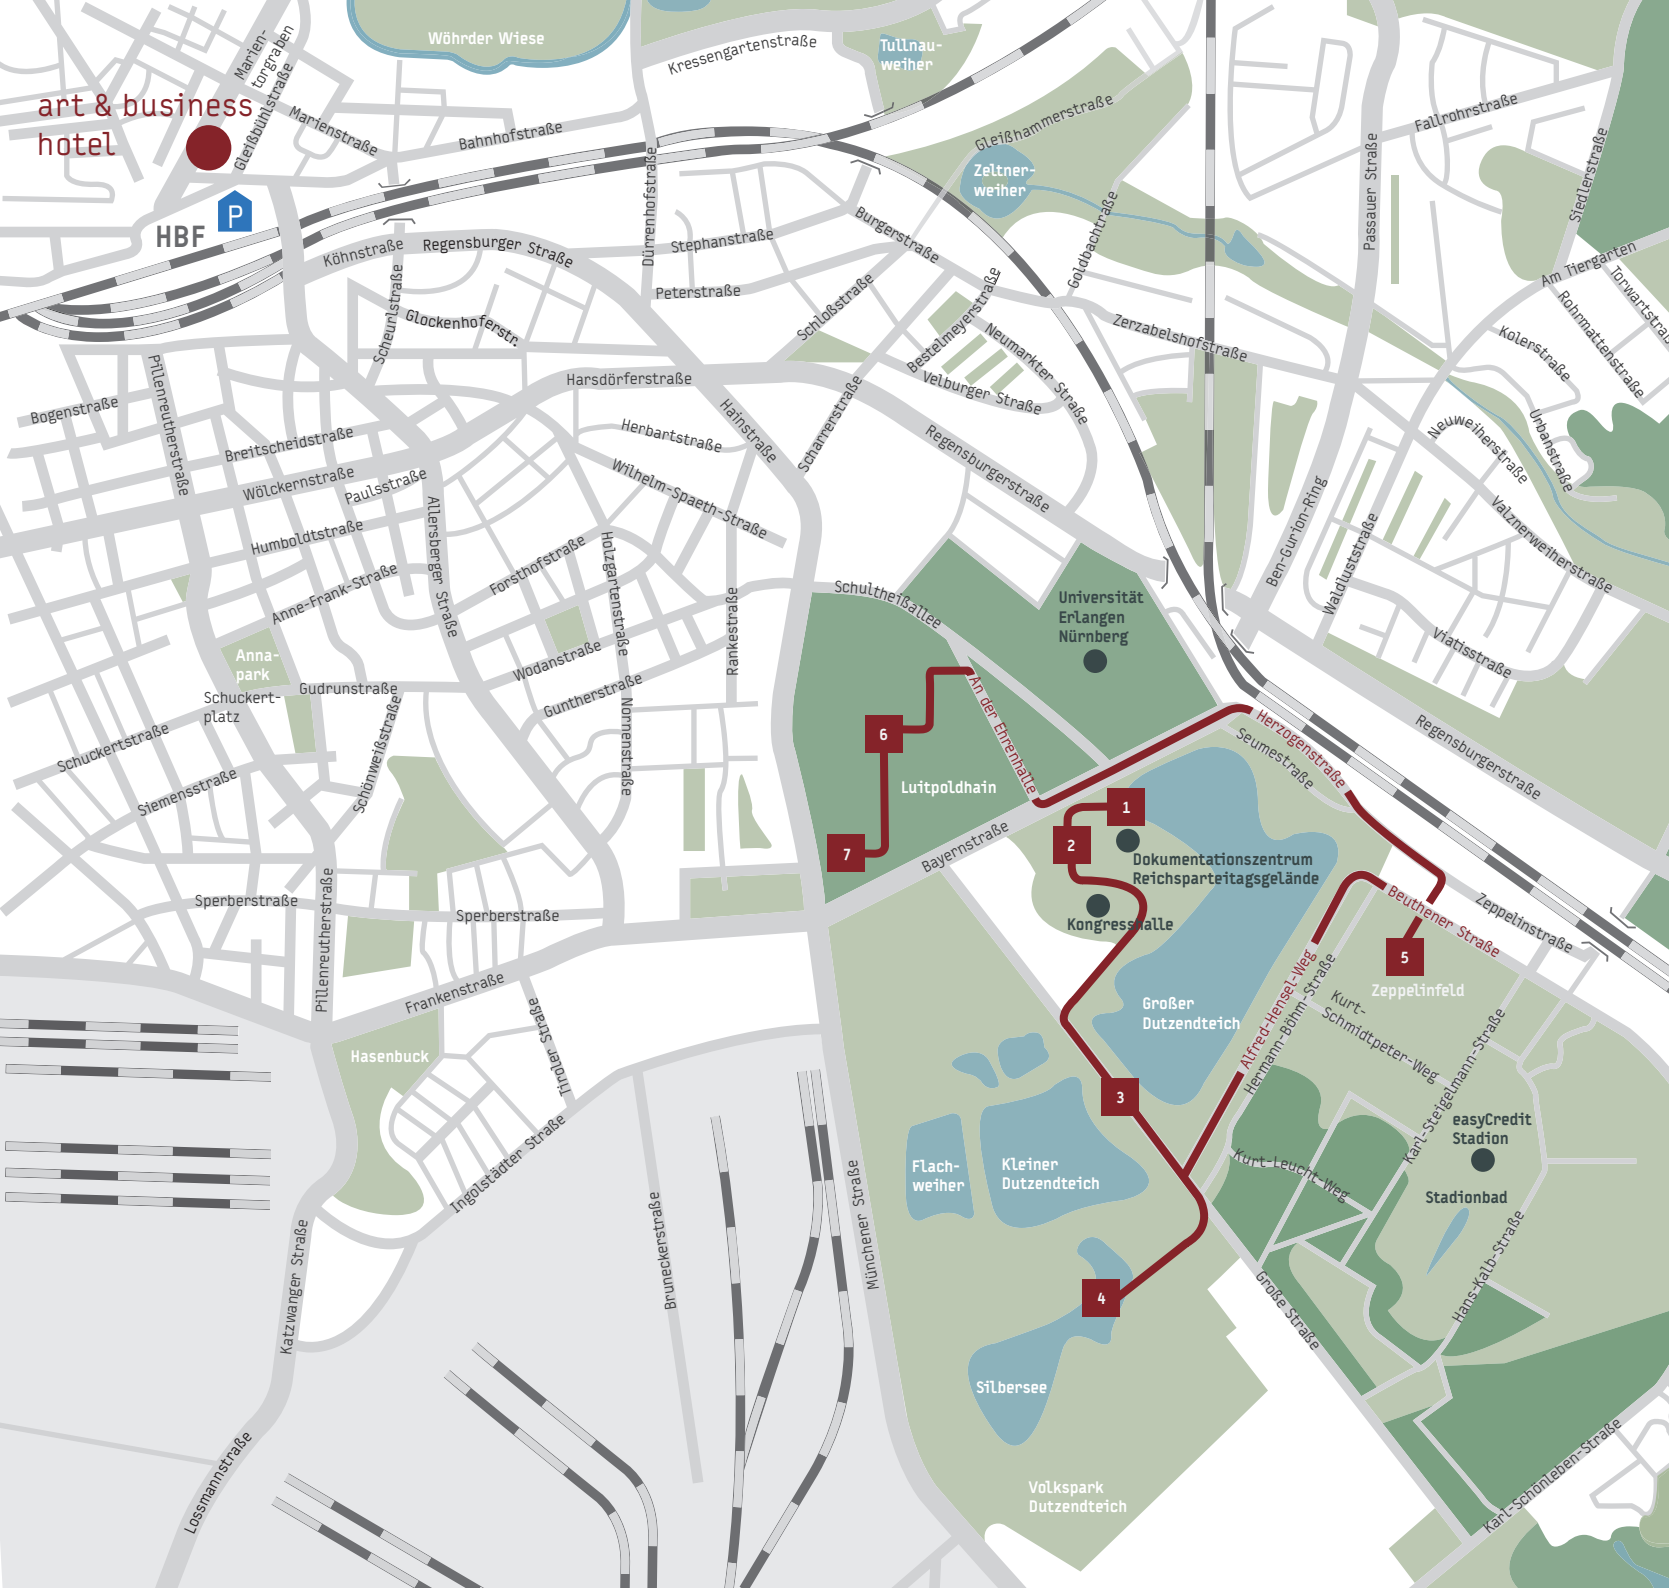 Wöhrder Wiese
Kressengartenstraße
Tullnau-
weiher
Marien-
torgraben
Gleißbühlstraße
art & business
hotel
Marienstraße
Bahnhofstraße
Gleißhammerstraße
Fallrohrstraße
Zeltner-
weiher
P
HBF
Dürrenhofstraße
Passauer Straße
Siedlerstraße
Köhnstraße
Regensburger Straße
Stephanstraße
Burgerstraße
Goldbachtraße
Am Tiergarten
Torwartstraß
Rohrmattenstraße
Scheurlstraße
Peterstraße
Schloßstraße
Glockenhoferstr.
Bestelmeyerstraße
Neumarkter Straße
Zerzabelshofstraße
Kolerstraße
Pillenreutherstraße
Harsdörferstraße
Velburger Straße
Bogenstraße
Hainstraße
Scharrerstraße
Herbartstraße
Breitscheidstraße
Regensburgerstraße
Neuweiherstraße
Urbanstraße
Wölckernstraße
Paulsstraße
Wilhelm-Spaeth-Straße
Ben-Gurion-Ring
Waldluststraße
Valznerweiherstraße
Humboldtstraße
Allersberger Straße
Forsthofstraße
Holzgartenstraße
Anne-Frank-Straße
Rankestraße
Schultheißallee
Universität
Erlangen
Nürnberg
Viatisstraße
Anna-
park
Wodanstraße
Schuckert-
platz
Gudrunstraße
Guntherstraße
Nornenstraße
An der Ehrenhalle
Herzogenstraße
Seumestraße
Regensburgerstraße
6
Schuckertstraße
Siemensstraße
Schönweißstraße
Luitpoldhain
1
2
7
Bayernstraße
Dokumentationszentrum
Reichsparteitagsgelände
Kongresshalle
Sperberstraße
Sperberstraße
Pillenreutherstraße
Beuthener Straße
Zeppelinstraße
5
Zeppelinfeld
Frankenstraße
Tiroler Straße
Großer
Dutzendteich
Alfred-Hensel-Weg
Hermann-Böhm-Straße
Kurt-
Schmidtpeter-Weg
Karl-Steigelmann-Straße
Hasenbuck
3
easyCredit
Stadion
Stadionbad
Ingolstädter Straße
Flach-
weiher
Kleiner
Dutzendteich
Kurt-Leucht-Weg
Katzwanger Straße
Bruneckerstraße
Münchener Straße
4
Große Straße
Hans-Kalb-Straße
Silbersee
Lossmannstraße
Volkspark
Dutzendteich
Karl-Schönleben-Straße